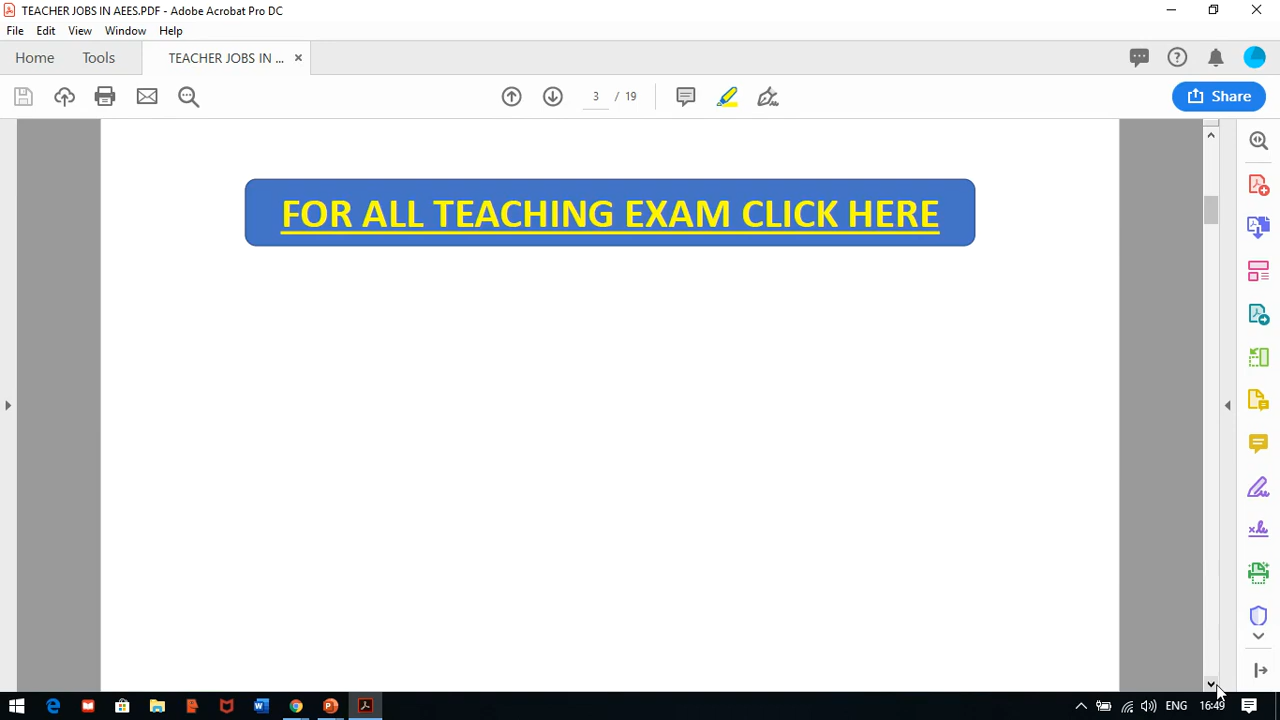 TEACHER JOBS IN AEES.PDF - Adobe Acrobat Pro DC
File Edit View Window Help
Home Tools TEACHER JOBS IN ...
3 / 19
Share
FOR ALL TEACHING EXAM CLICK HERE
ENG 16:49